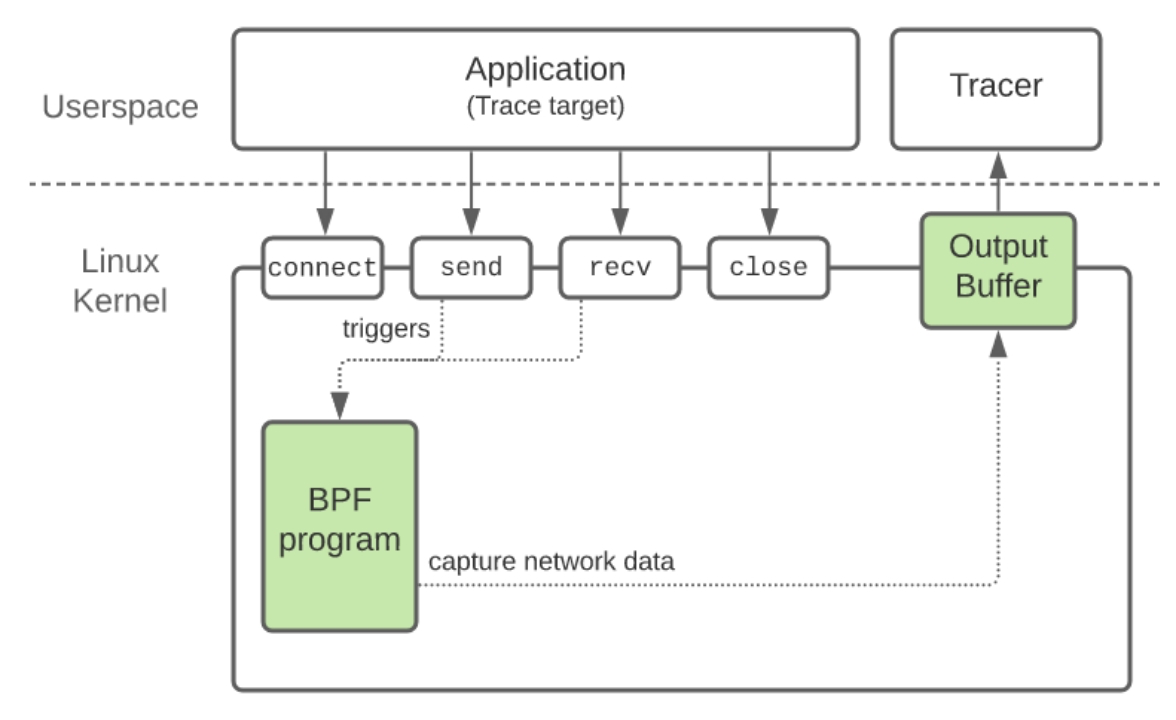 Application
(Trace target)
Tracer
Userspace
Linux
Kernel
connect
send
recv
close
Output
Buffer
triggers
BPF
program
capture network data